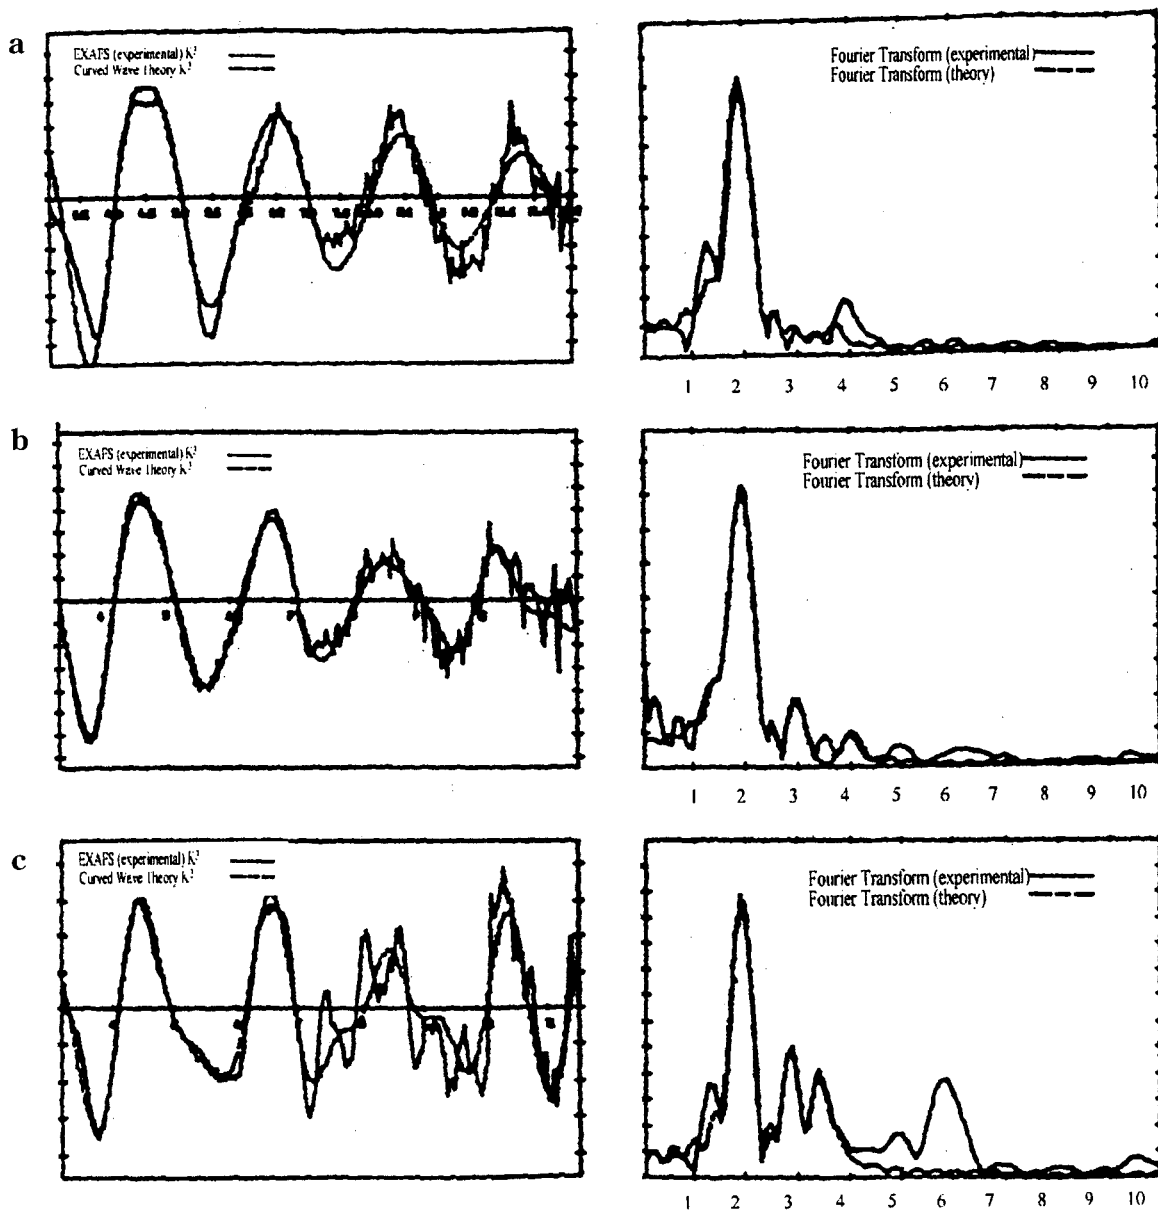 a
EXAFS (experimental) K³
Curved Wave Theory K³
Fourier Transform (experimental)
Fourier Transform (theory)
1 2 3 4 5 6 7 8 9 10
b
EXAFS (experimental) K³
Curved Wave Theory K³
Fourier Transform (experimental)
Fourier Transform (theory)
1 2 3 4 5 6 7 8 9 10
c
EXAFS (experimental) K³
Curved Wave Theory K³
Fourier Transform (experimental)
Fourier Transform (theory)
1 2 3 4 5 6 7 8 9 10